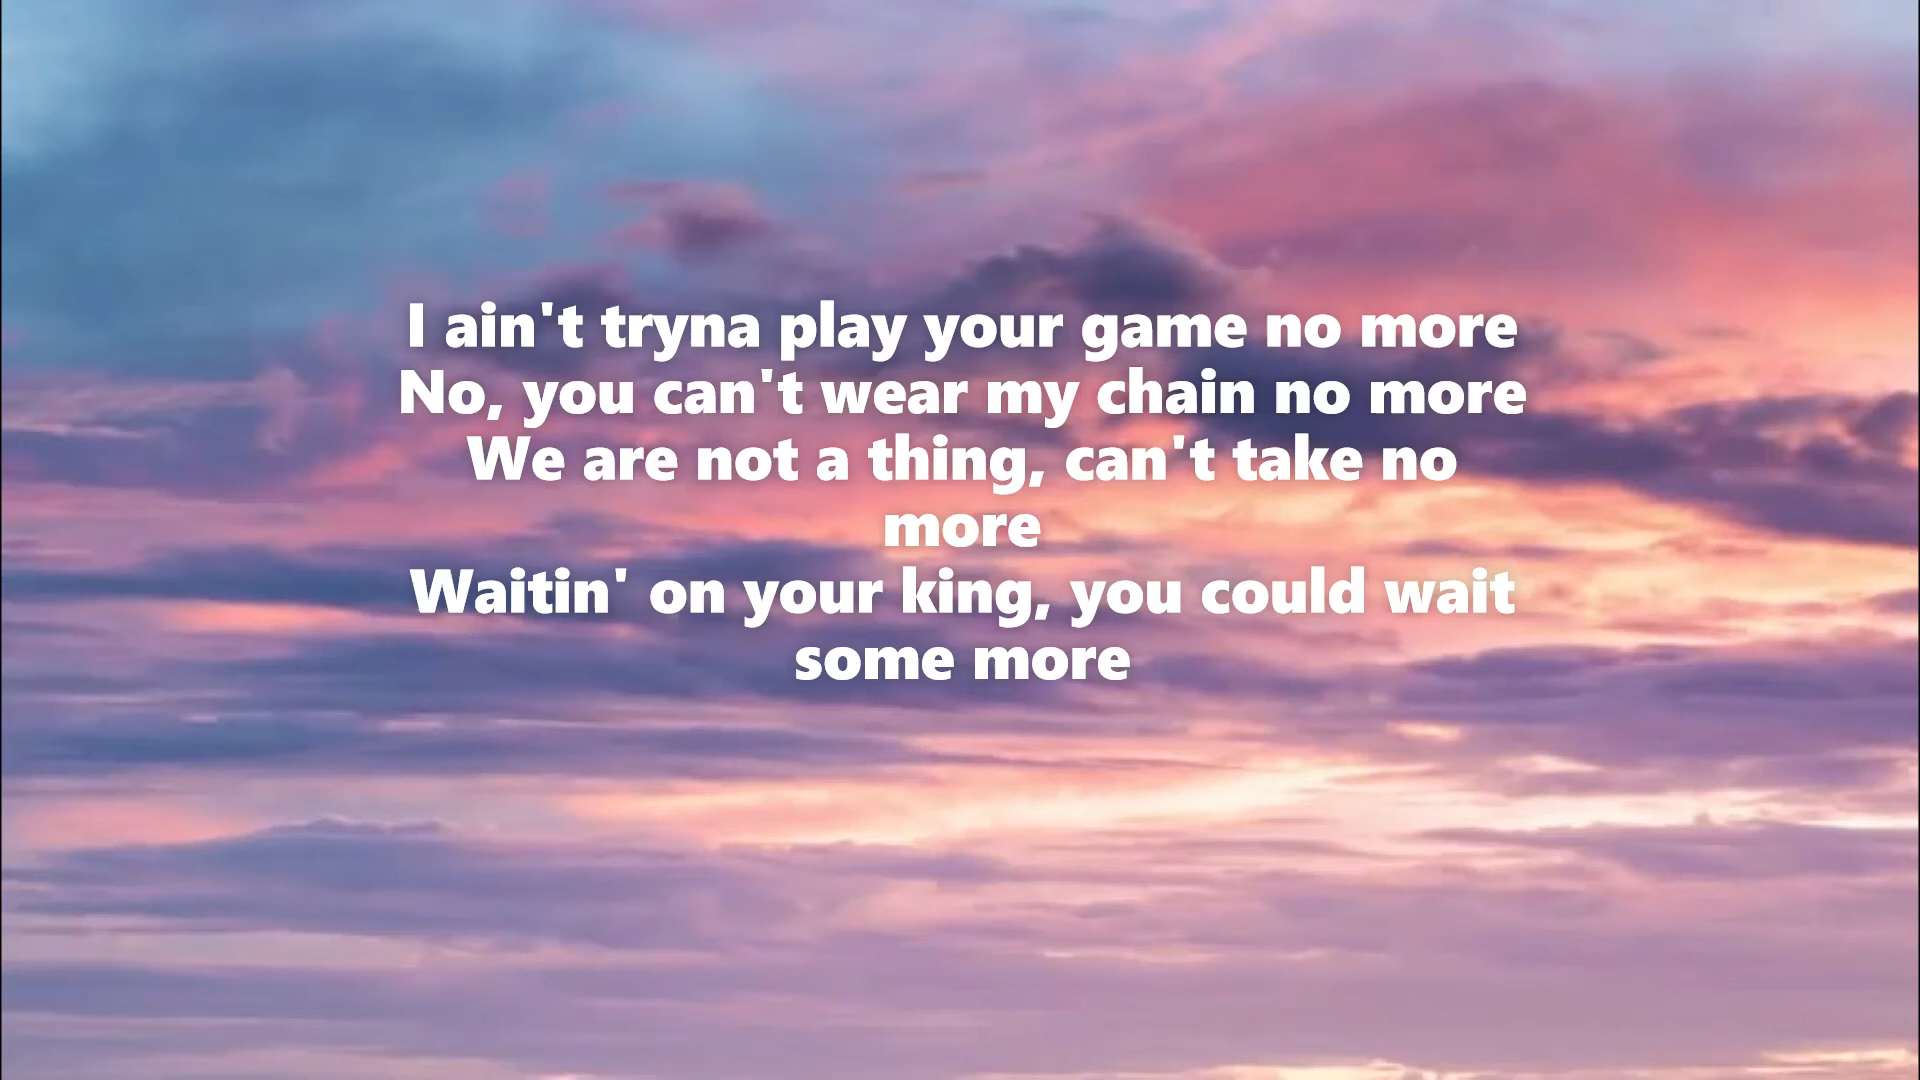 I ain't tryna play your game no more
No, you can't wear my chain no more
We are not a thing, can't take no
more
Waitin' on your king, you could wait
some more